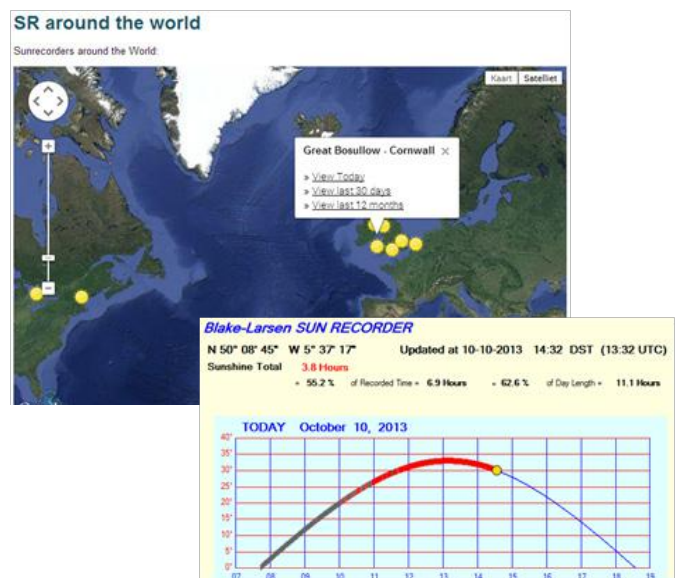 SR around the world
Sunrecorders around the World:
Kaart Satelliet
Great Bosullow - Cornwall ×
» View Today
» View last 30 days
» View last 12 months
Blake-Larsen SUN RECORDER
N 50° 08' 45" W 5° 37' 17" Updated at 10-10-2013 14:32 DST (13:32 UTC)
Sunshine Total 3.8 Hours
= 55.2 % of Recorded Time = 6.9 Hours = 62.6 % of Day Length = 11.1 Hours
TODAY October 10, 2013
40°
35°
30°
25°
20°
15°
10°
5°
0°
07 08 09 10 11 12 13 14 15 16 17 18 19